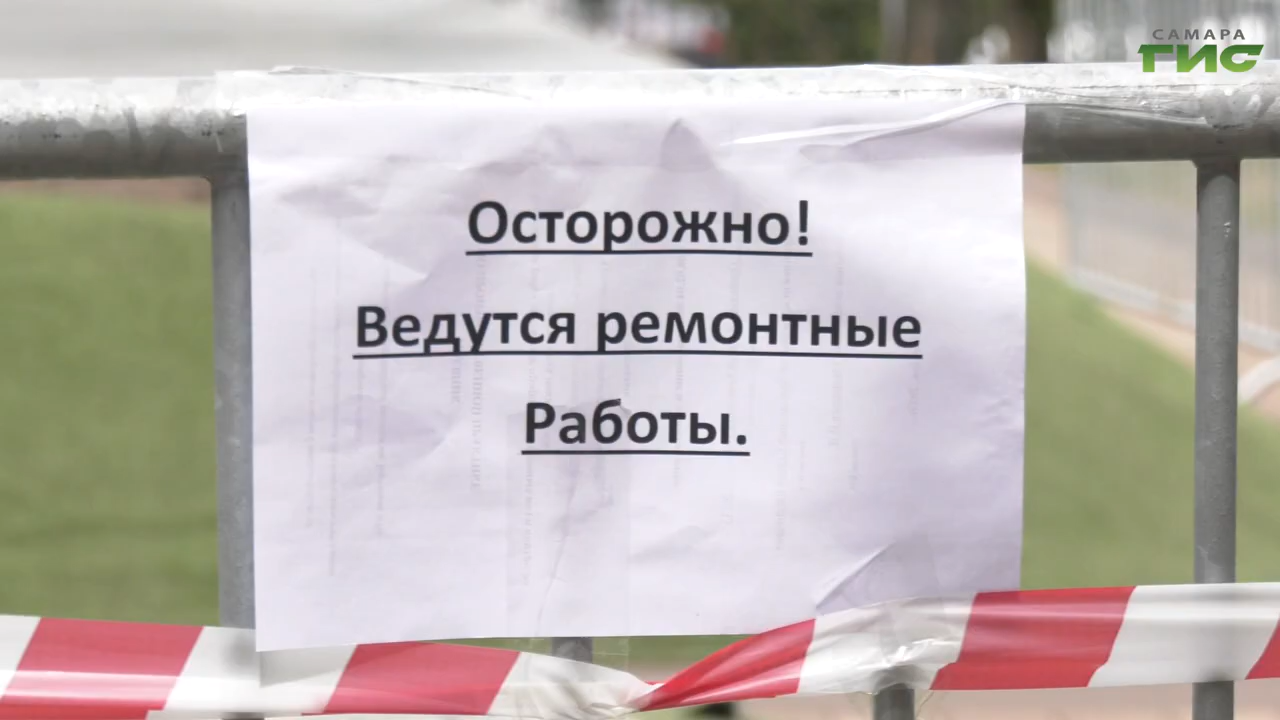 САМАРА
ГИС
Осторожно!
Ведутся ремонтные
Работы.